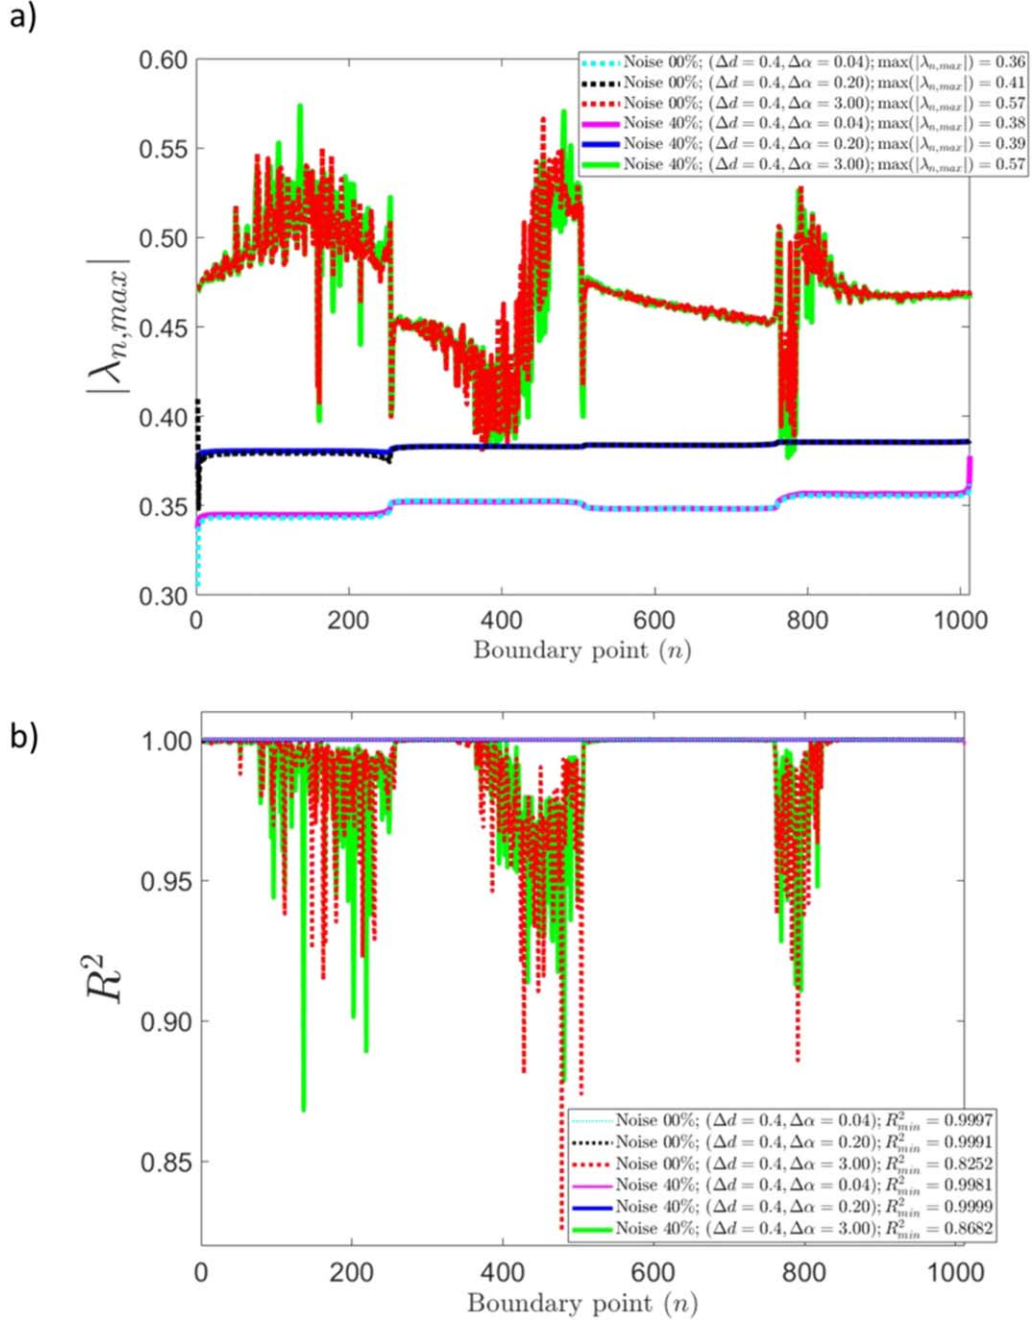 a)
0.60
0.55
0.50
0.45
0.40
0.35
0.30
|λn,max|
Noise 00%; (Δd = 0.4, Δα = 0.04); max(|λn,max|) = 0.36
Noise 00%; (Δd = 0.4, Δα = 0.20); max(|λn,max|) = 0.41
Noise 00%; (Δd = 0.4, Δα = 3.00); max(|λn,max|) = 0.57
Noise 40%; (Δd = 0.4, Δα = 0.04); max(|λn,max|) = 0.38
Noise 40%; (Δd = 0.4, Δα = 0.20); max(|λn,max|) = 0.39
Noise 40%; (Δd = 0.4, Δα = 3.00); max(|λn,max|) = 0.57
0 200 400 600 800 1000
Boundary point (n)
b)
1.00
0.95
0.90
0.85
R²
Noise 00%; (Δd = 0.4, Δα = 0.04); R²min = 0.9997
Noise 00%; (Δd = 0.4, Δα = 0.20); R²min = 0.9991
Noise 00%; (Δd = 0.4, Δα = 3.00); R²min = 0.8252
Noise 40%; (Δd = 0.4, Δα = 0.04); R²min = 0.9981
Noise 40%; (Δd = 0.4, Δα = 0.20); R²min = 0.9999
Noise 40%; (Δd = 0.4, Δα = 3.00); R²min = 0.8682
0 200 400 600 800 1000
Boundary point (n)